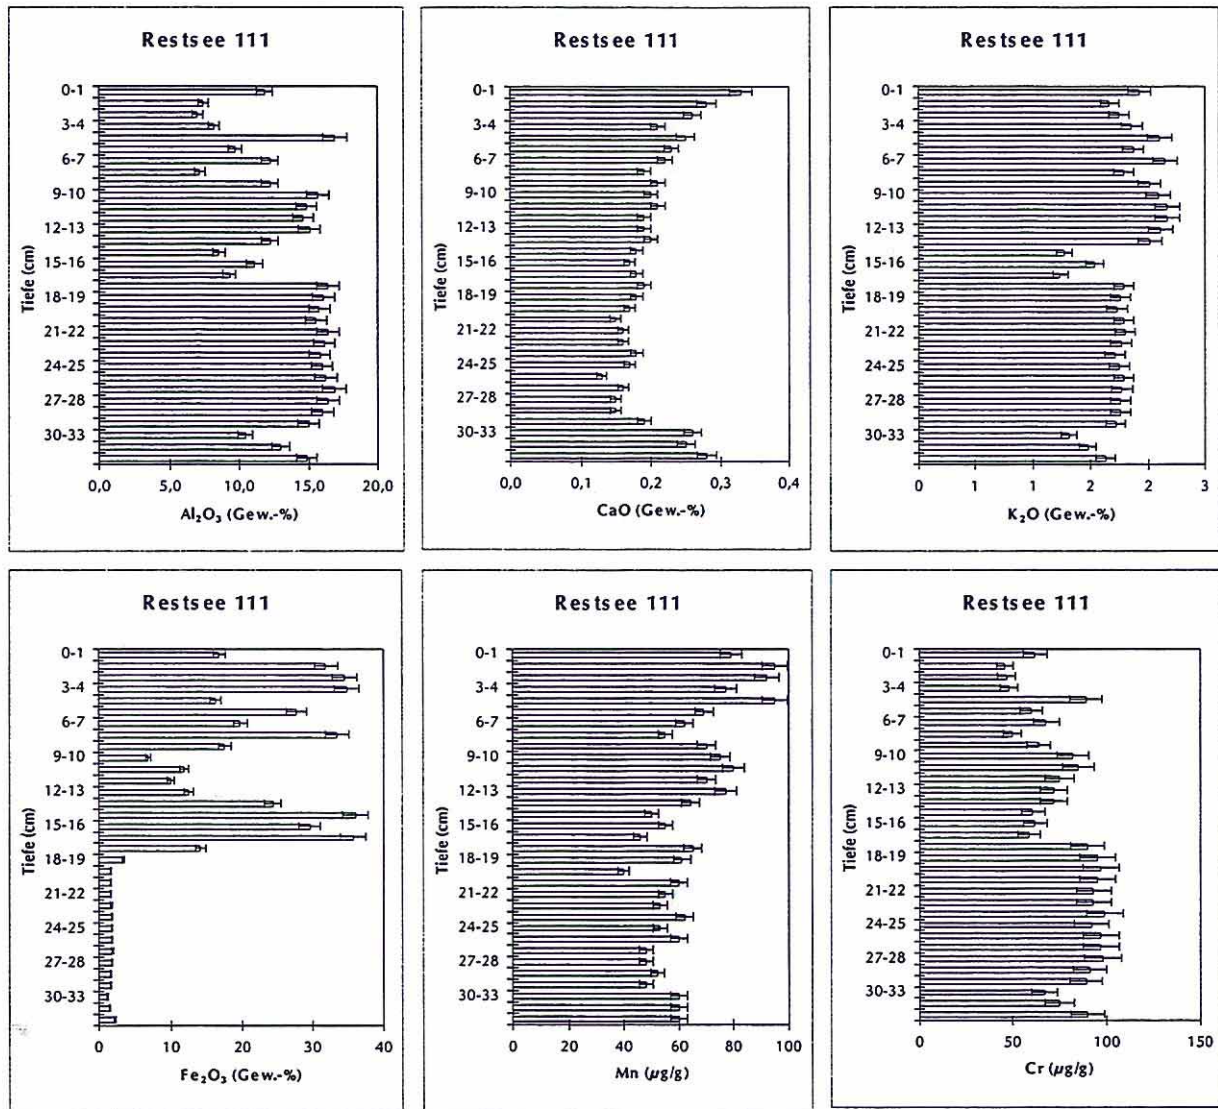 Restsee 111
Tiefe (cm)
0-1
3-4
6-7
9-10
12-13
15-16
18-19
21-22
24-25
27-28
30-33
0,0 5,0 10,0 15,0 20,0
Al₂O₃ (Gew.-%)
Restsee 111
Tiefe (cm)
0-1
3-4
6-7
9-10
12-13
15-16
18-19
21-22
24-25
27-28
30-33
0,0 0,1 0,2 0,3 0,4
CaO (Gew.-%)
Restsee 111
Tiefe (cm)
0-1
3-4
6-7
9-10
12-13
15-16
18-19
21-22
24-25
27-28
30-33
0 1 1 2 2 3
K₂O (Gew.-%)
Restsee 111
Tiefe (cm)
0-1
3-4
6-7
9-10
12-13
15-16
18-19
21-22
24-25
27-28
30-33
0 10 20 30 40
Fe₂O₃ (Gew.-%)
Restsee 111
Tiefe (cm)
0-1
3-4
6-7
9-10
12-13
15-16
18-19
21-22
24-25
27-28
30-33
0 20 40 60 80 100
Mn (µg/g)
Restsee 111
Tiefe (cm)
0-1
3-4
6-7
9-10
12-13
15-16
18-19
21-22
24-25
27-28
30-33
0 50 100 150
Cr (µg/g)